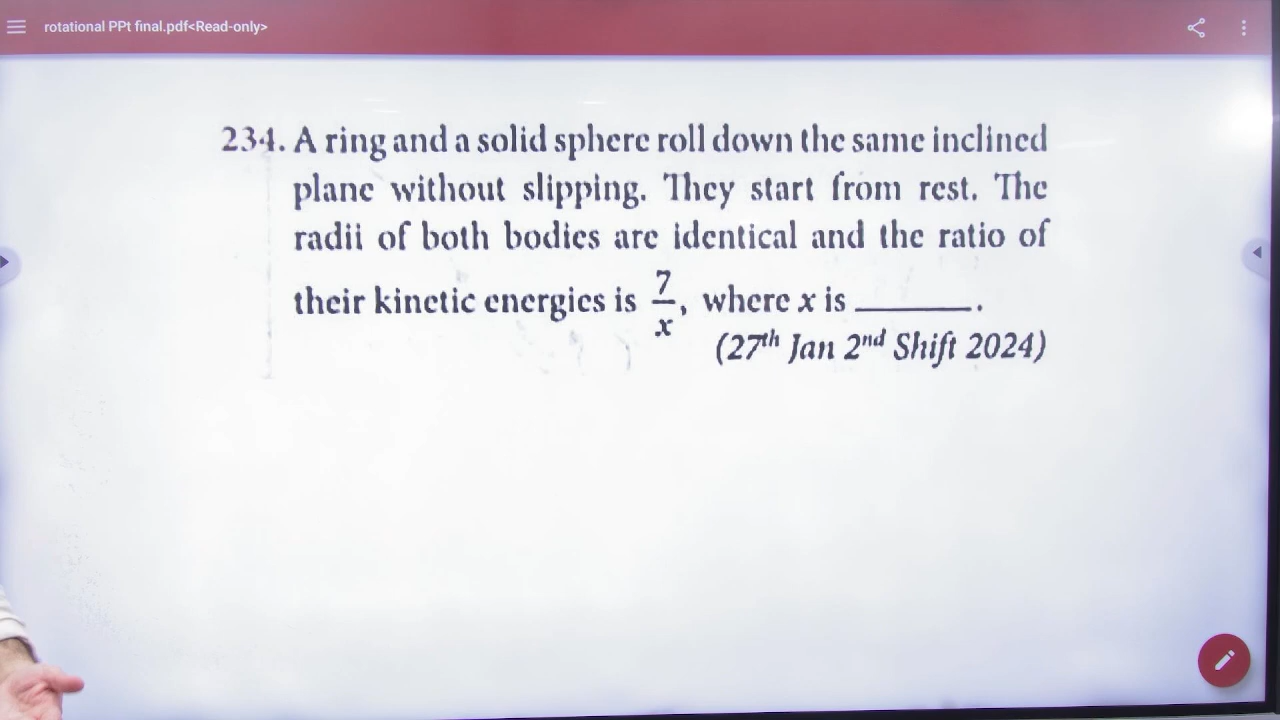 rotational PPt final.pdf<Read-only>
234. A ring and a solid sphere roll down the same inclined
plane without slipping. They start from rest. The
radii of both bodies are identical and the ratio of
their kinetic energies is 7/x, where x is ________.
(27th Jan 2nd Shift 2024)